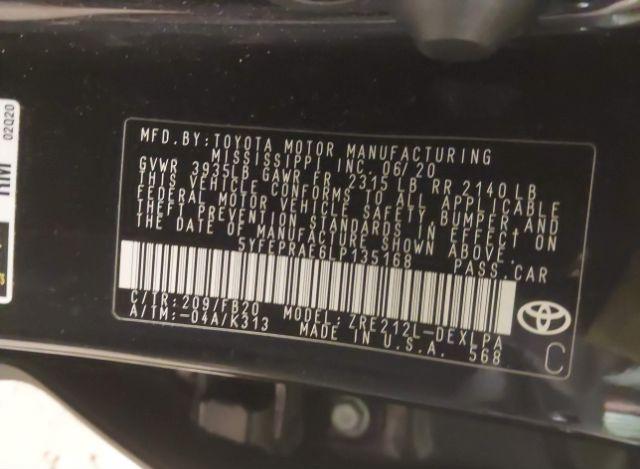 02Q20
MFD. BY: TOYOTA MOTOR MANUFACTURING
MISSISSIPPI, INC. 06/20
GVWR 3935LB GAWR FR 2315 LB RR 2140LB
THIS VEHICLE CONFORMS TO ALL APPLICABLE
FEDERAL MOTOR VEHICLE SAFETY, BUMPER, AND
THEFT PREVENTION STANDARDS IN EFFECT ON
THE DATE OF MANUFACTURE SHOWN ABOVE.
5YFEPRAE6LP135168 PASS. CAR
C/TR: 209/FB20 MODEL: ZRE212L-DEXLPA
A/TM: -04A/K313 MADE IN U.S.A. 568
C